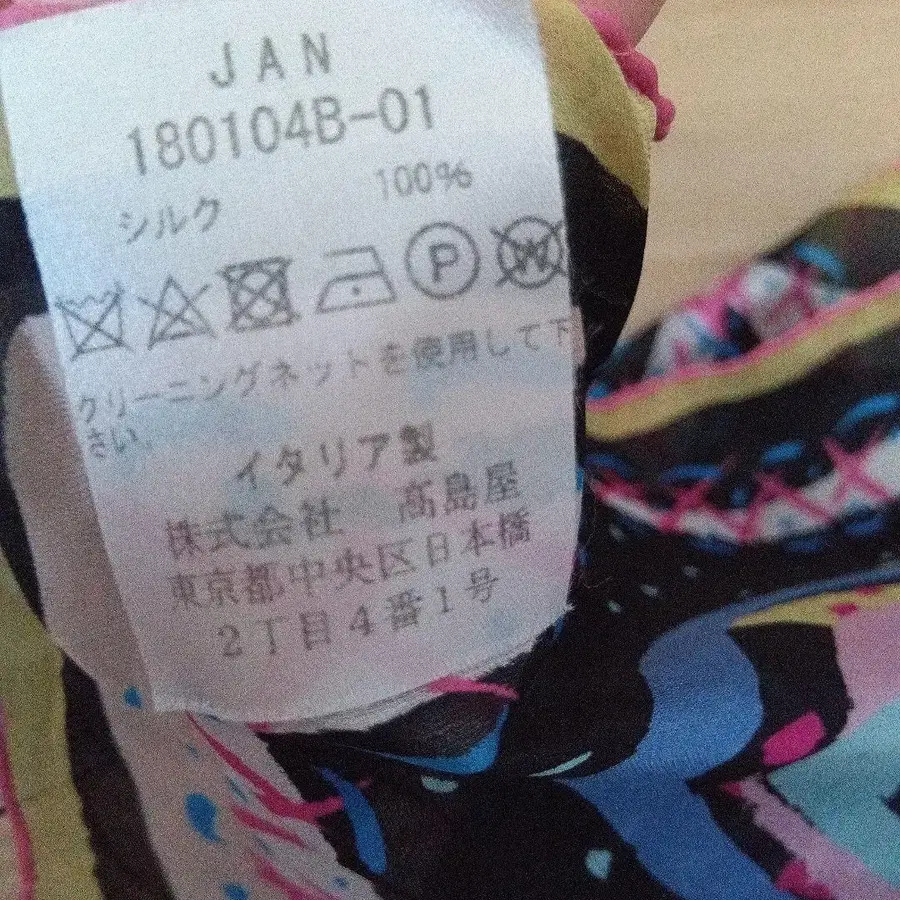 JAN
180104B-01
シルク 100%
P W
クリーニングネットを使用して下
さい。
イタリア製
株式会社 髙島屋
東京都中央区日本橋
2丁目4番1号